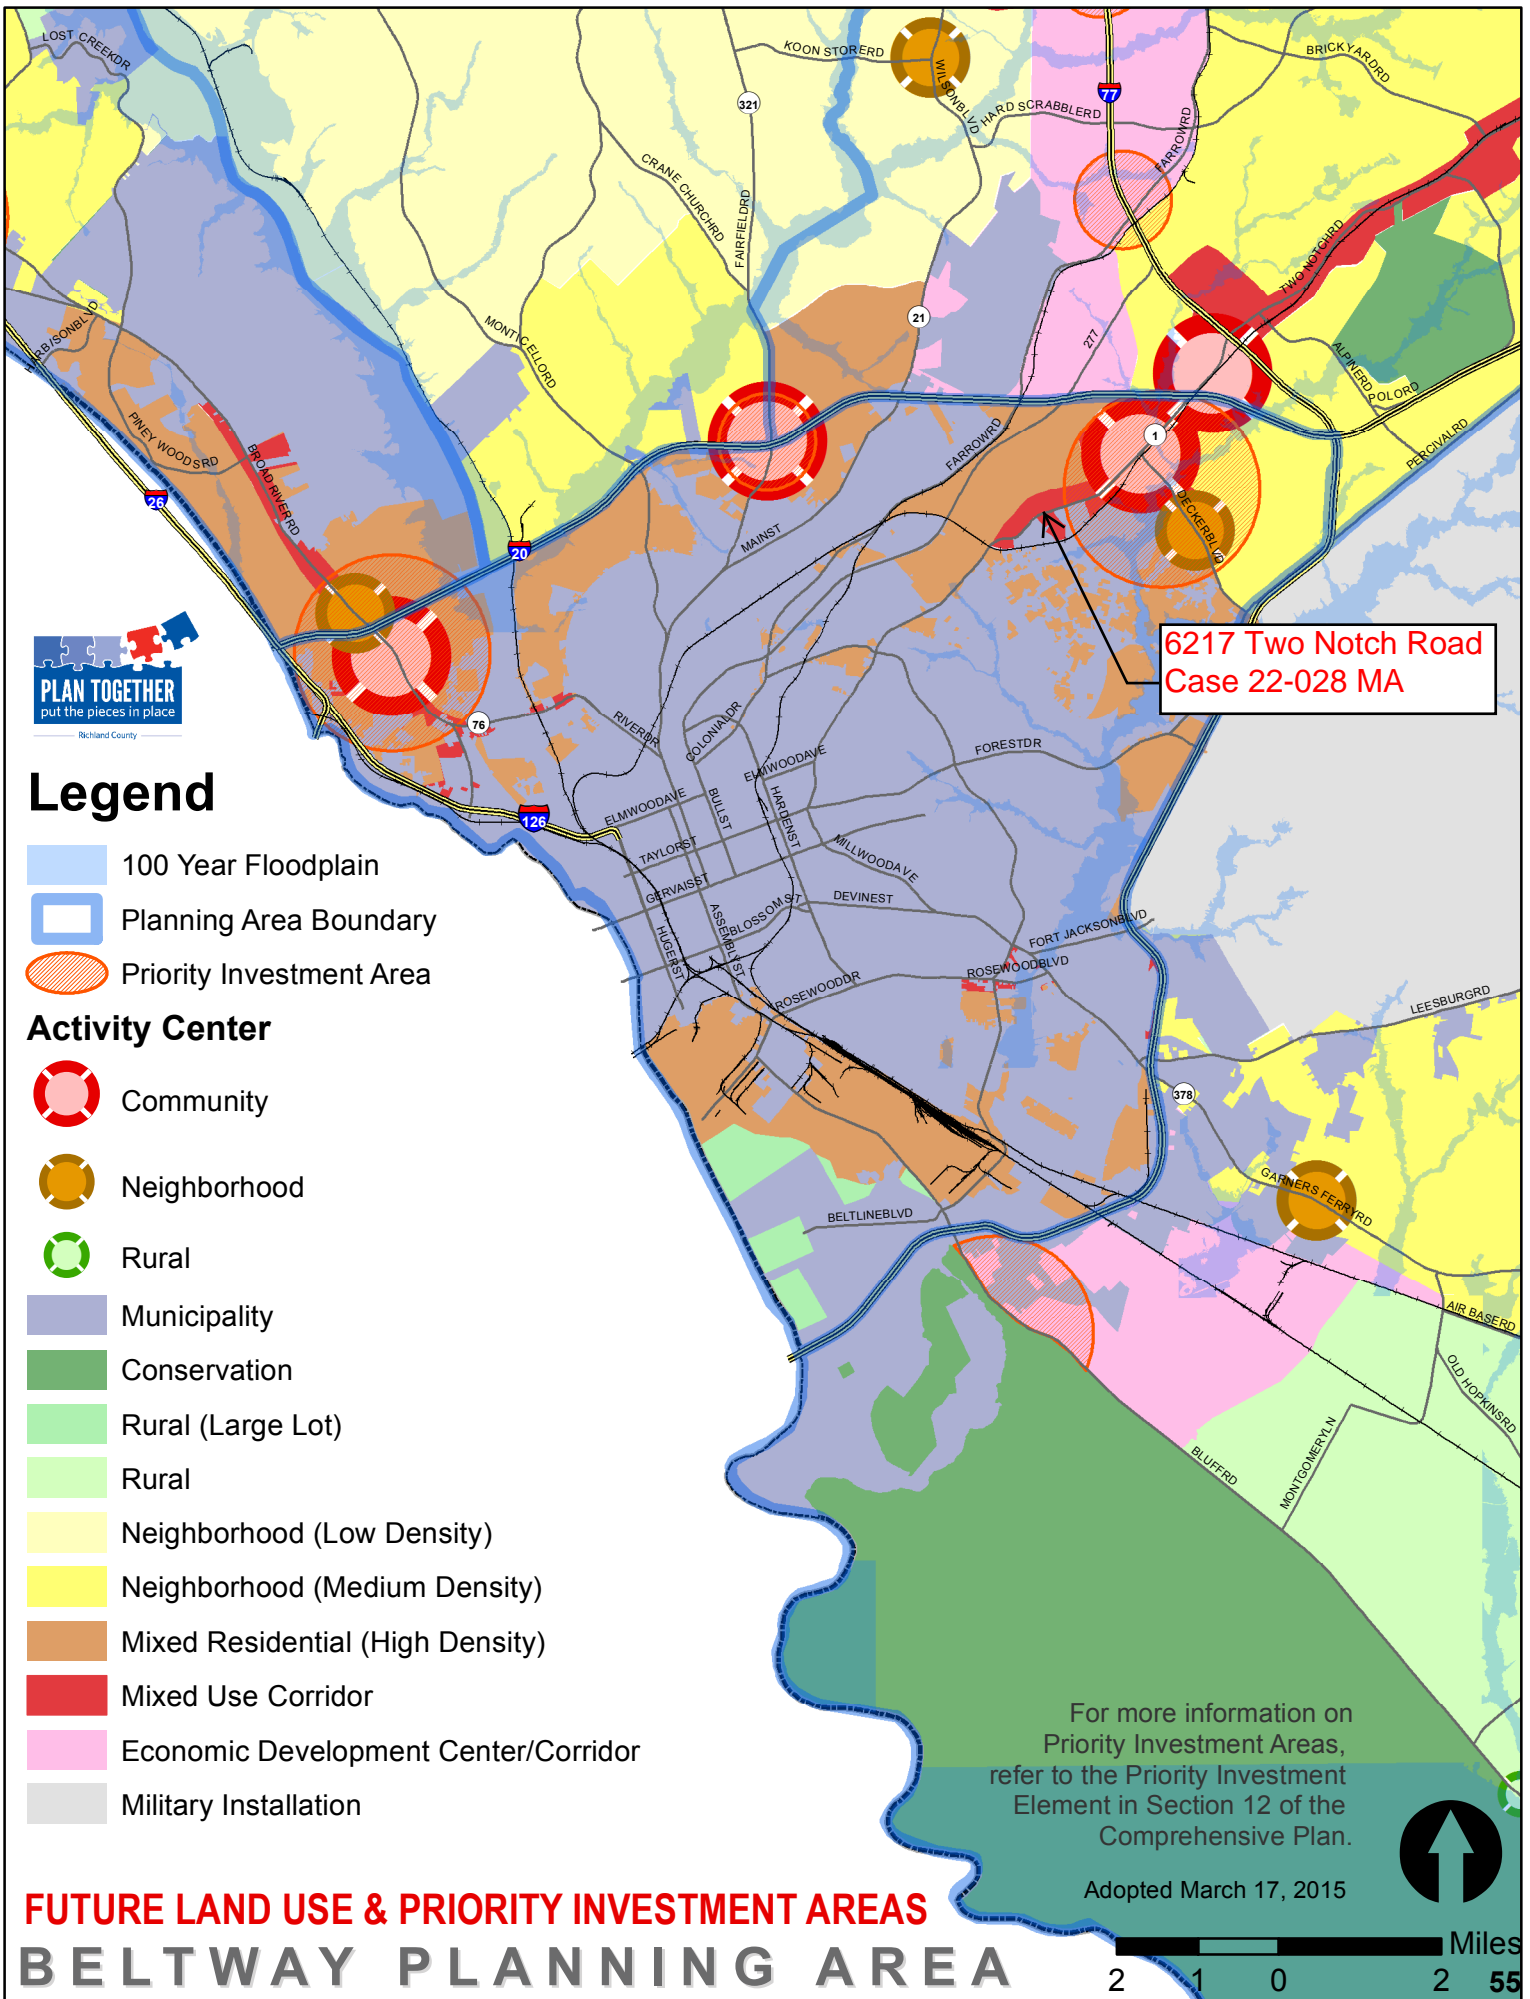 LOST CREEKDR
KOON STORERD
WILSONBLVD
BRICKYARDRD
77
321
HARD SCRABBLERD
FARROWRD
CRANE CHURCHRD
FAIRFIELDRD
TWO NOTCHRD
HARBISONBLVD
MONTICELLORD
21
277
ALPINERD
POLORD
PINEY WOODSRD
BROAD RIVERRD
FARROWRD
1
PERCIVALRD
26
20
MAINST
DECKERBLVD
6217 Two Notch Road
Case 22-028 MA
PLAN TOGETHER
put the pieces in place
Richland County
76
RIVERDR
COLONIALDR
ELMWOODAVE
FORESTDR
Legend
126
ELMWOODAVE
BULLST
HARDENST
TAYLORST
MILLWOODAVE
GERVAISST
DEVINEST
ASSEMBLYST
BLOSSOMST
HUGERST
FORT JACKSONBLVD
ROSEWOODBLVD
ROSEWOODDR
LEESBURGRD
100 Year Floodplain
Planning Area Boundary
Priority Investment Area
Activity Center
Community
Neighborhood
Rural
378
GARNERS FERRYRD
BELTLINEBLVD
AIR BASERD
OLD HOPKINSRD
MONTGOMERYLN
BLUFFRD
Municipality
Conservation
Rural (Large Lot)
Rural
Neighborhood (Low Density)
Neighborhood (Medium Density)
Mixed Residential (High Density)
Mixed Use Corridor
Economic Development Center/Corridor
Military Installation
For more information on
Priority Investment Areas,
refer to the Priority Investment
Element in Section 12 of the
Comprehensive Plan.
Adopted March 17, 2015
FUTURE LAND USE & PRIORITY INVESTMENT AREAS
BELTWAY PLANNING AREA
Miles
2 1 0 2
55